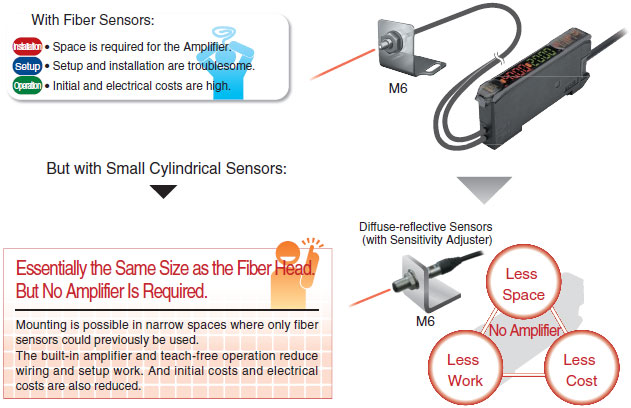 With Fiber Sensors:
Installation • Space is required for the Amplifier.
Setup • Setup and installation are troublesome.
Operation • Initial and electrical costs are high.
M6
But with Small Cylindrical Sensors:
Essentially the Same Size as the Fiber Head.
But No Amplifier Is Required.
Mounting is possible in narrow spaces where only fiber
sensors could previously be used.
The built-in amplifier and teach-free operation reduce
wiring and setup work. And initial costs and electrical
costs are also reduced.
Diffuse-reflective Sensors
(with Sensitivity Adjuster)
M6
Less
Space
No Amplifier
Less
Work
Less
Cost